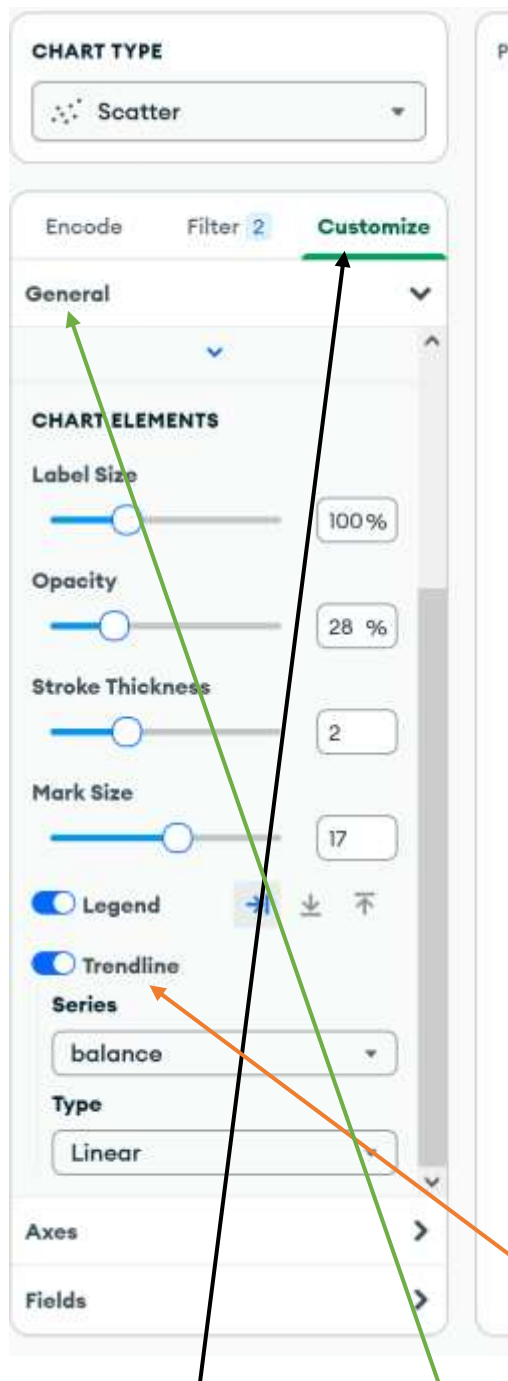 CHART TYPE
P
Scatter
Encode Filter 2 Customize
General
CHART ELEMENTS
Label Size
100%
Opacity
28 %
Stroke Thickness
2
Mark Size
17
Legend
Trendline
Series
balance
Type
Linear
Axes
Fields